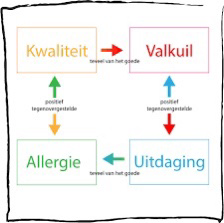 Kwaliteit
Valkuil
teveel van het goede
positief
tegenovergestelde
positief
tegenovergestelde
Allergie
Uitdaging
teveel van het goede